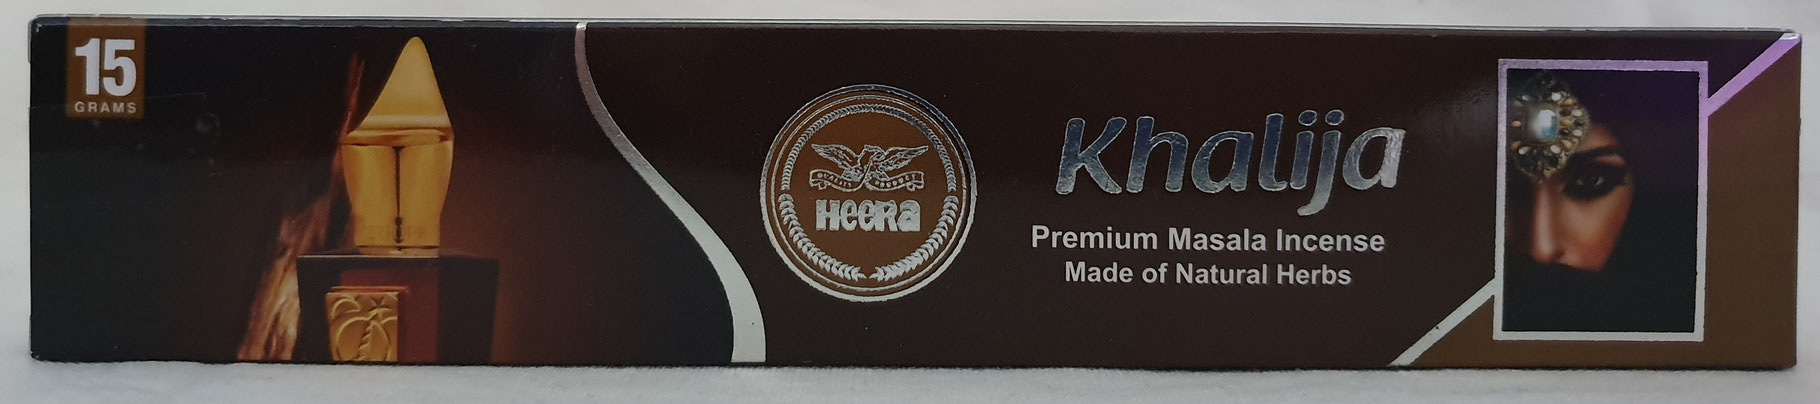 15
GRAMS
QUALITY PRODUCT
HEERa
Khalija
Premium Masala Incense
Made of Natural Herbs